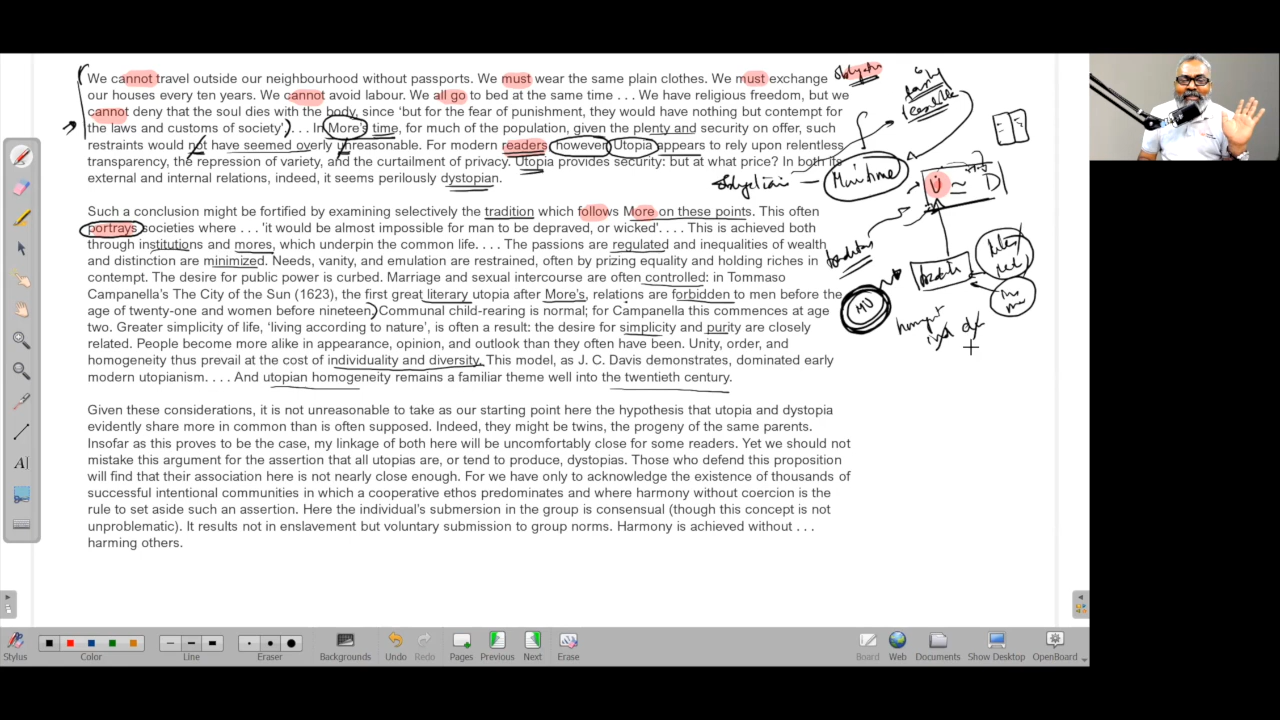 We cannot travel outside our neighbourhood without passports. We must wear the same plain clothes. We must exchange
our houses every ten years. We cannot avoid labour. We all go to bed at the same time . . . We have religious freedom, but we
cannot deny that the soul dies with the body, since ‘but for the fear of punishment, they would have nothing but contempt for
the laws and customs of society’. . . . In More’s time, for much of the population, given the plenty and security on offer, such
restraints would not have seemed overly unreasonable. For modern readers, however, Utopia appears to rely upon relentless
transparency, the repression of variety, and the curtailment of privacy. Utopia provides security: but at what price? In both its
external and internal relations, indeed, it seems perilously dystopian.
Such a conclusion might be fortified by examining selectively the tradition which follows More on these points. This often
portrays societies where . . . ‘it would be almost impossible for man to be depraved, or wicked’. . . . This is achieved both
through institutions and mores, which underpin the common life. . . . The passions are regulated and inequalities of wealth
and distinction are minimized. Needs, vanity, and emulation are restrained, often by prizing equality and holding riches in
contempt. The desire for public power is curbed. Marriage and sexual intercourse are often controlled: in Tommaso
Campanella’s The City of the Sun (1623), the first great literary utopia after More’s, relations are forbidden to men before the
age of twenty-one and women before nineteen. Communal child-rearing is normal; for Campanella this commences at age
two. Greater simplicity of life, ‘living according to nature’, is often a result: the desire for simplicity and purity are closely
related. People become more alike in appearance, opinion, and outlook than they often have been. Unity, order, and
homogeneity thus prevail at the cost of individuality and diversity. This model, as J. C. Davis demonstrates, dominated early
modern utopianism. . . . And utopian homogeneity remains a familiar theme well into the twentieth century.
Given these considerations, it is not unreasonable to take as our starting point here the hypothesis that utopia and dystopia
evidently share more in common than is often supposed. Indeed, they might be twins, the progeny of the same parents.
Insofar as this proves to be the case, my linkage of both here will be uncomfortably close for some readers. Yet we should not
mistake this argument for the assertion that all utopias are, or tend to produce, dystopias. Those who defend this proposition
will find that their association here is not nearly close enough. For we have only to acknowledge the existence of thousands of
successful intentional communities in which a cooperative ethos predominates and where harmony without coercion is the
rule to set aside such an assertion. Here the individual’s submersion in the group is consensual (though this concept is not
unproblematic). It results not in enslavement but voluntary submission to group norms. Harmony is achieved without . . .
harming others.
U ≃ D
MU
Stylus Color Line Eraser Backgrounds Undo Redo Pages Previous Next Erase Board Web Documents Show Desktop OpenBoard